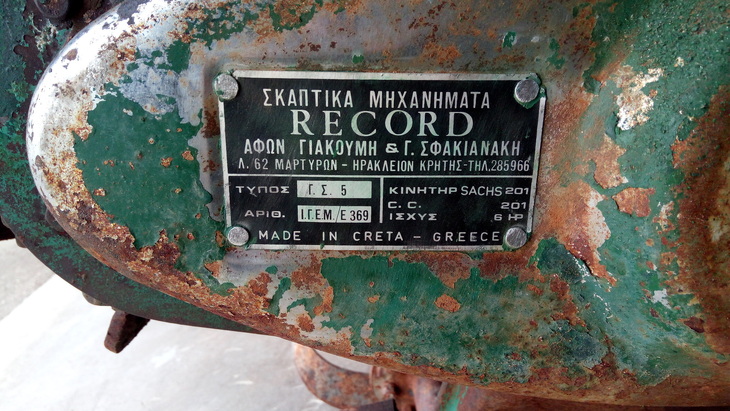 ΣΚΑΠΤΙΚΑ ΜΗΧΑΝΗΜΑΤΑ
RECORD
ΑΦΩΝ ΓΙΑΚΟΥΜΗ & Γ. ΣΦΑΚΙΑΝΑΚΗ
Λ. 62 ΜΑΡΤΥΡΩΝ - ΗΡΑΚΛΕΙΟΝ ΚΡΗΤΗΣ-ΤΗΛ.285966
ΤΥΠΟΣ Γ. Σ. 5
ΑΡΙΘ. Ι.Γ.Ε.Μ./Ε 369
ΚΙΝΗΤΗΡ SACHS 201
C. C. 201
ΙΣΧΥΣ 6 HP
MADE IN CRETA - GREECE